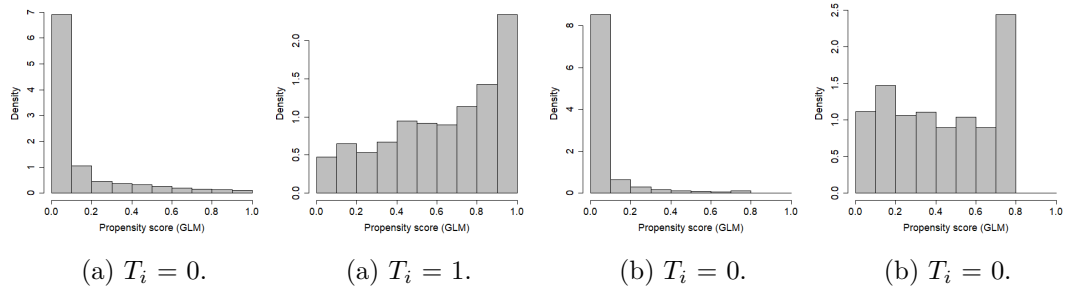 Density
0 1 2 3 4 5 6 7
0.0 0.2 0.4 0.6 0.8 1.0
Propensity score (GLM)
(a) T_i = 0.
Density
0.0 0.5 1.0 1.5 2.0
0.0 0.2 0.4 0.6 0.8 1.0
Propensity score (GLM)
(a) T_i = 1.
Density
0 2 4 6 8
0.0 0.2 0.4 0.6 0.8 1.0
Propensity score (GLM)
(b) T_i = 0.
Density
0.0 0.5 1.0 1.5 2.0 2.5
0.0 0.2 0.4 0.6 0.8 1.0
Propensity score (GLM)
(b) T_i = 0.